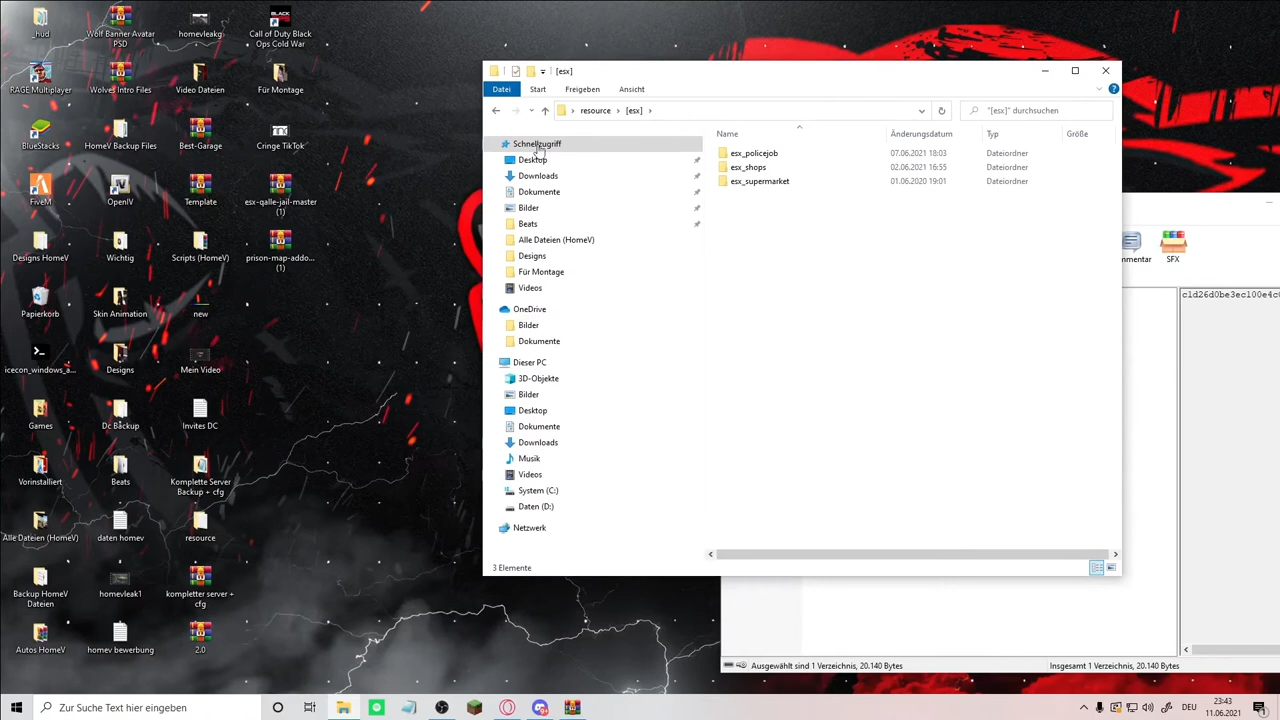 _hud
Wolf Banner Avatar
PSD
homevleakg
Call of Duty Black
Ops Cold War
RAGE Multiplayer
Wolves Intro Files
Video Dateien
Für Montage
BlueStacks
HomeV Backup Files
Best-Garage
Cringe TikTok
FiveM
OpenIV
Template
esx-qalle-jail-master
(1)
Designs HomeV
Wichtig
Scripts (HomeV)
prison-map-addo...
(1)
Papierkorb
Skin Animation
new
icecon_windows_a...
Designs
Mein Video
Games
Dc Backup
Invites DC
Vorinstalliert
Beats
Komplette Server
Backup + cfg
Alle Dateien (HomeV)
daten homev
resource
Backup HomeV
Dateien
homevleak1
kompletter server +
cfg
Autos HomeV
homev bewerbung
2.0
[esx]
Datei
Start
Freigeben
Ansicht
resource
[esx]
"[esx]" durchsuchen
Schnellzugriff
Desktop
Downloads
Dokumente
Bilder
Beats
Alle Dateien (HomeV)
Designs
Für Montage
Videos
OneDrive
Bilder
Dokumente
Dieser PC
3D-Objekte
Bilder
Desktop
Dokumente
Downloads
Musik
Videos
System (C:)
Daten (D:)
Netzwerk
Name
Änderungsdatum
Typ
Größe
esx_policejob
07.06.2021 18:03
Dateiordner
esx_shops
02.06.2021 16:55
Dateiordner
esx_supermarket
01.06.2020 19:01
Dateiordner
3 Elemente
mmentar
SFX
c1d26d0be3ec100e4c
Ausgewählt sind 1 Verzeichnis, 20.140 Bytes
Insgesamt 1 Verzeichnis, 20.140 Bytes
Zur Suche Text hier eingeben
DEU
23:43
11.06.2021